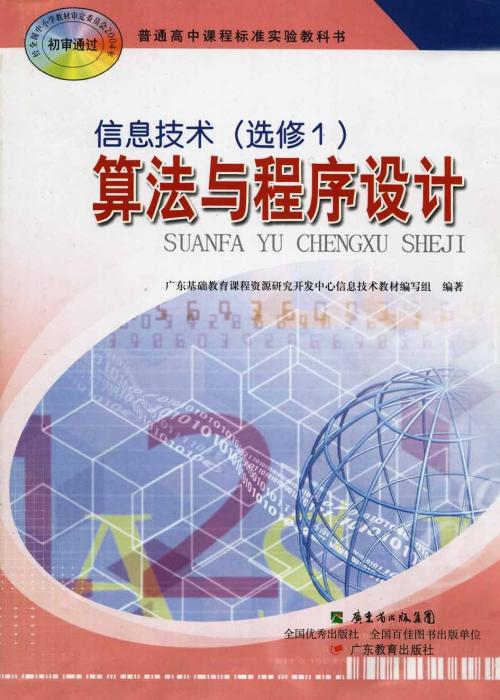 经全国中小学教材审定委员会2004年
初审通过
普通高中课程标准实验教科书
信息技术（选修1）
算法与程序设计
SUANFA YU CHENGXU SHEJI
广东基础教育课程资源研究开发中心信息技术教材编写组 编著
广东省出版集团
全国优秀出版社 全国百佳图书出版单位
广东教育出版社